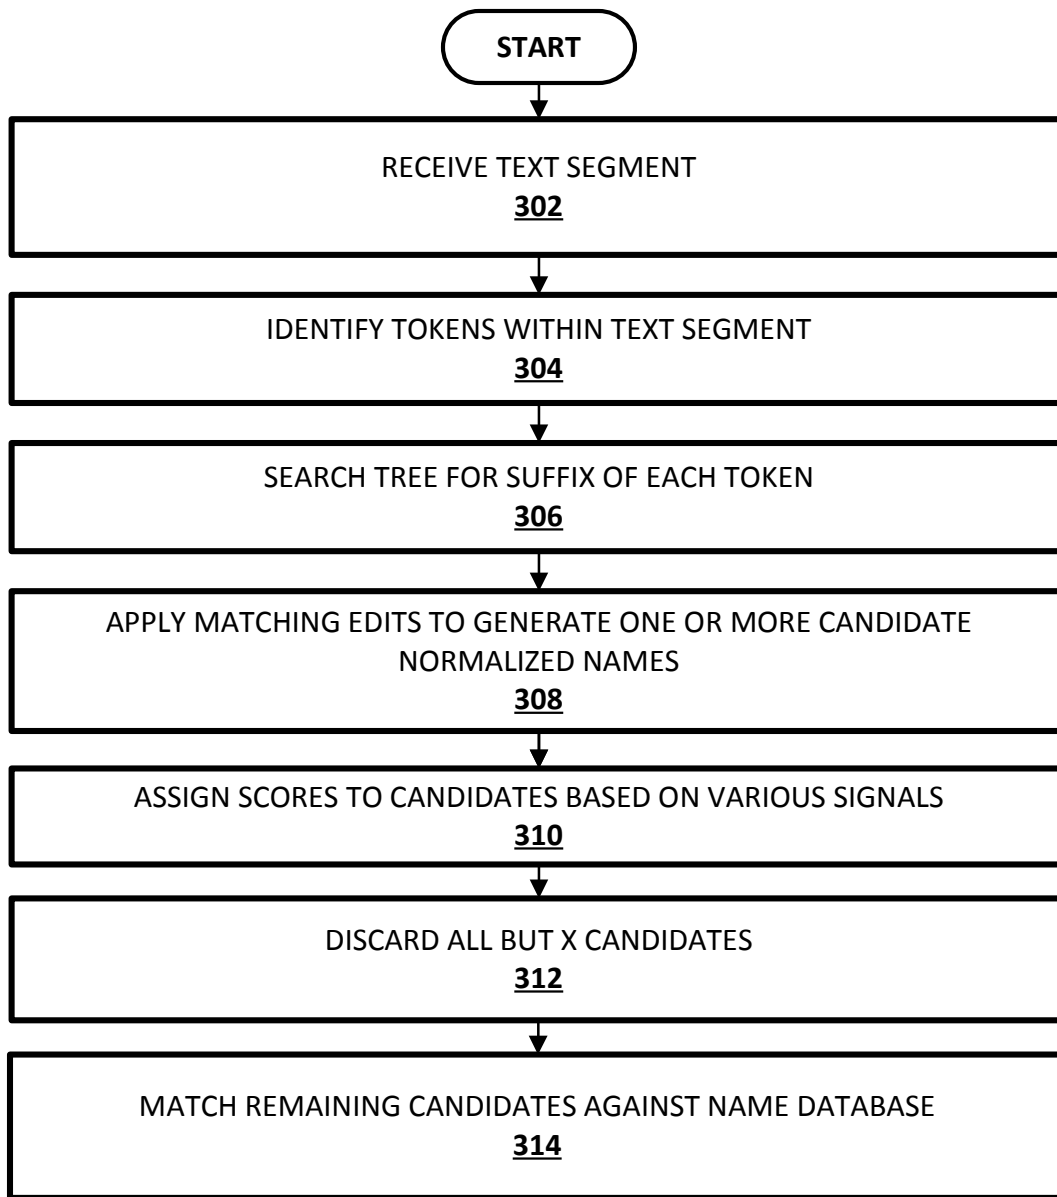 START
RECEIVE TEXT SEGMENT
302
IDENTIFY TOKENS WITHIN TEXT SEGMENT
304
SEARCH TREE FOR SUFFIX OF EACH TOKEN
306
APPLY MATCHING EDITS TO GENERATE ONE OR MORE CANDIDATE
NORMALIZED NAMES
308
ASSIGN SCORES TO CANDIDATES BASED ON VARIOUS SIGNALS
310
DISCARD ALL BUT X CANDIDATES
312
MATCH REMAINING CANDIDATES AGAINST NAME DATABASE
314